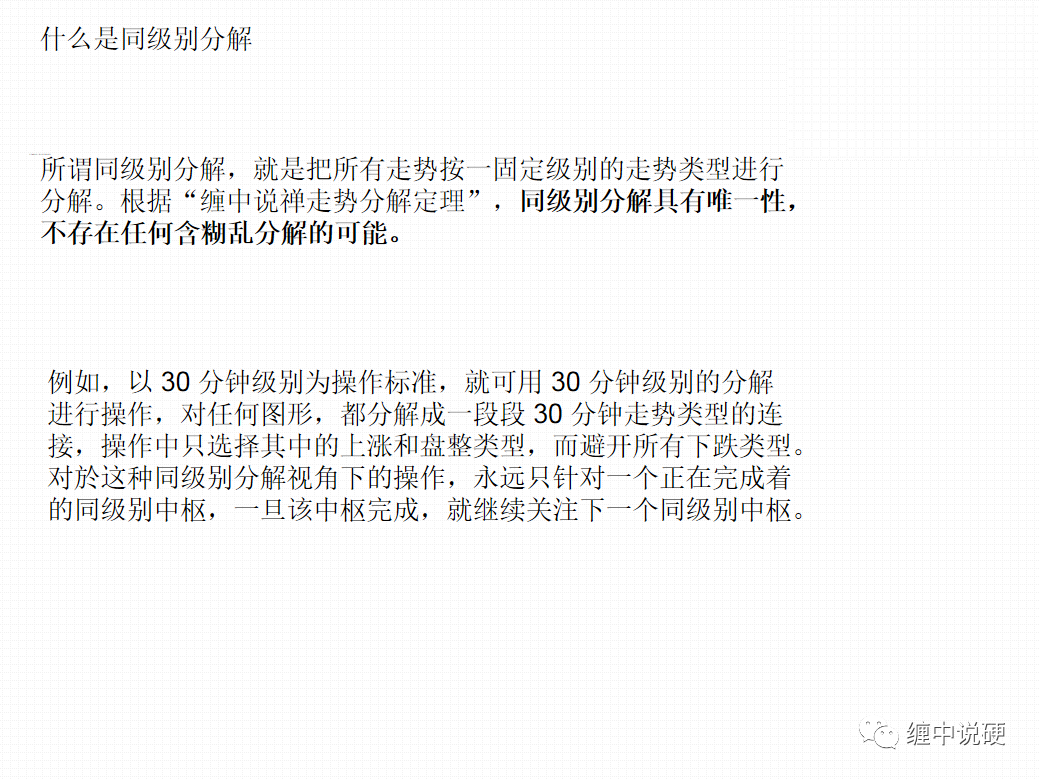 什么是同级别分解
所谓同级别分解，就是把所有走势按一固定级别的走势类型进行
分解。根据“缠中说禅走势分解定理”，同级别分解具有唯一性，
不存在任何含糊乱分解的可能。
例如，以 30 分钟级别为操作标准，就可用 30 分钟级别的分解
进行操作，对任何图形，都分解成一段段 30 分钟走势类型的连
接，操作中只选择其中的上涨和盘整类型，而避开所有下跌类型。
对於这种同级别分解视角下的操作，永远只针对一个正在完成着
的同级别中枢，一旦该中枢完成，就继续关注下一个同级别中枢。
缠中说硬